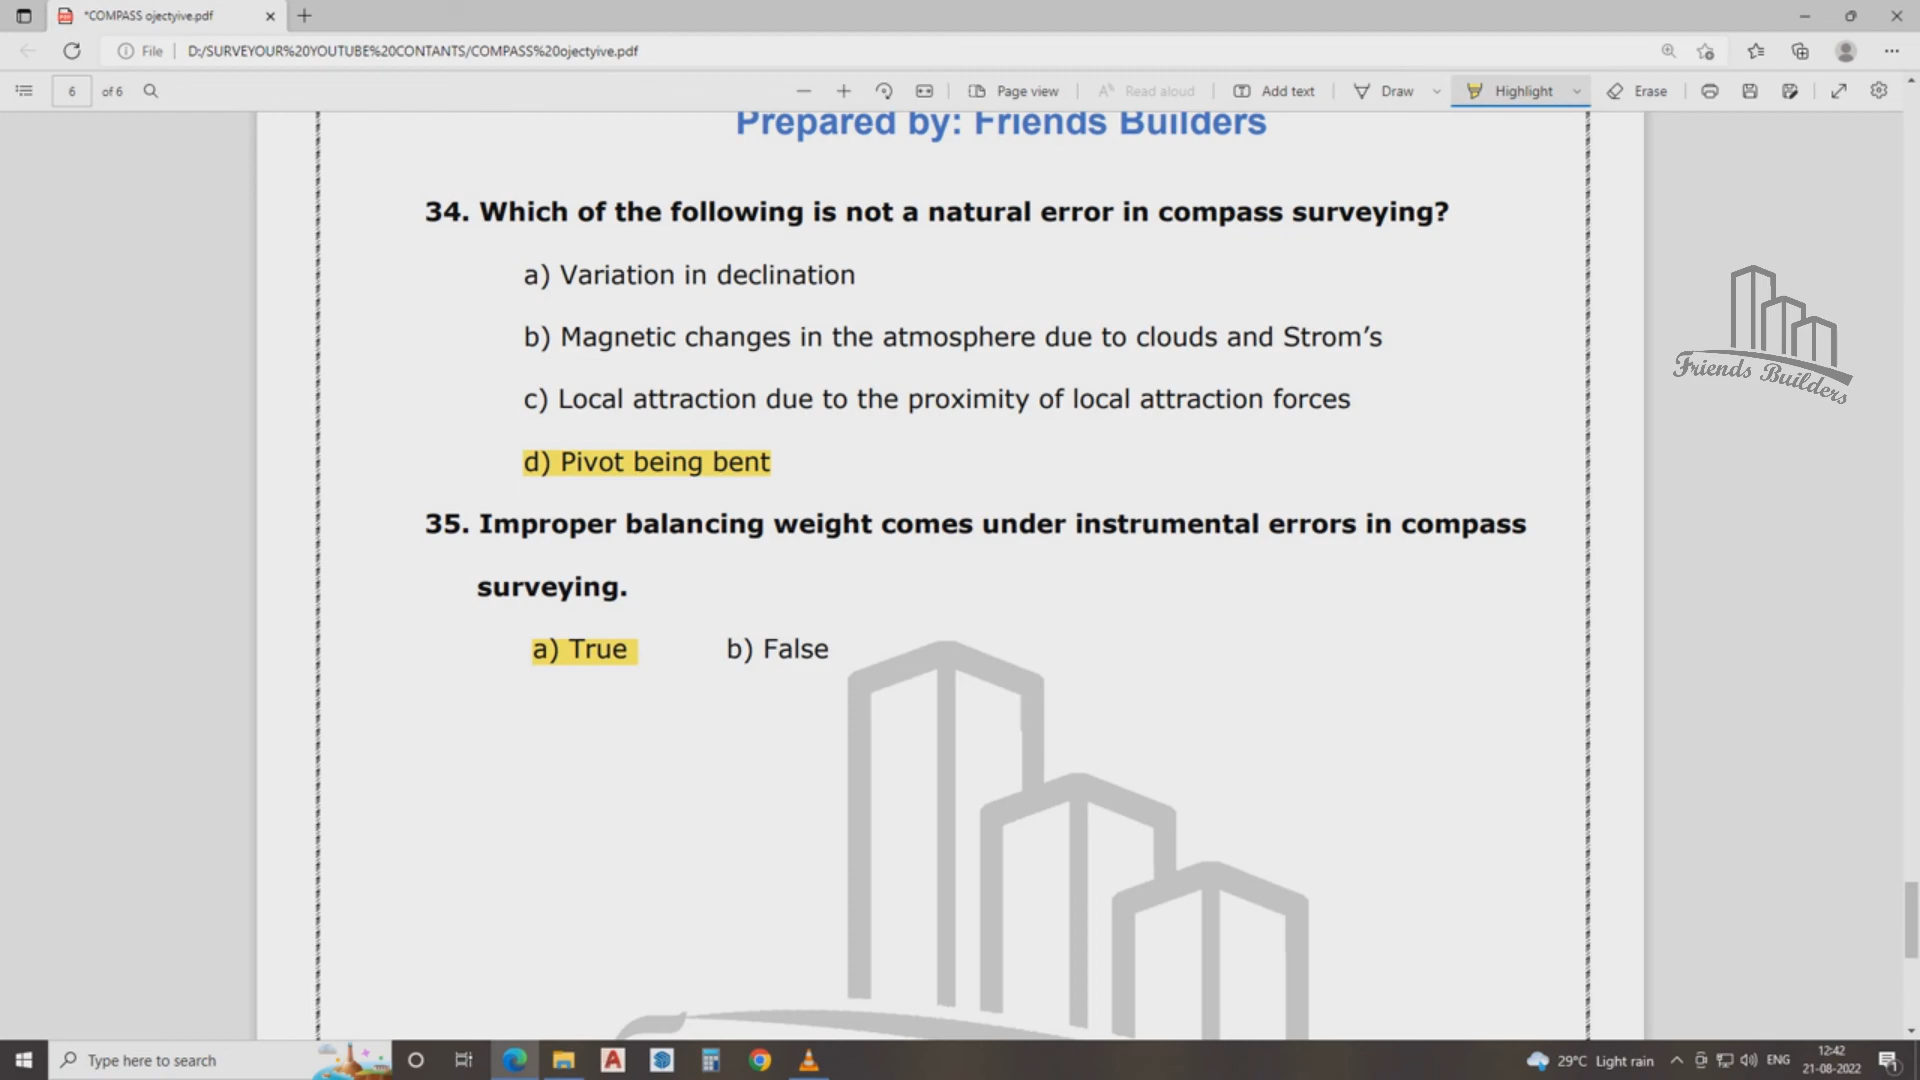 *COMPASS ojectyive.pdf
File D:/SURVEYOUR%20YOUTUBE%20CONTANTS/COMPASS%20ojectyive.pdf
6 of 6 Page view Read aloud Add text Draw Highlight Erase
Prepared by: Friends Builders
34. Which of the following is not a natural error in compass surveying?
a) Variation in declination
b) Magnetic changes in the atmosphere due to clouds and Strom’s
c) Local attraction due to the proximity of local attraction forces
d) Pivot being bent
Friends Builders
35. Improper balancing weight comes under instrumental errors in compass
surveying.
a) True b) False
Type here to search
29°C Light rain ENG
12:42
21-08-2022